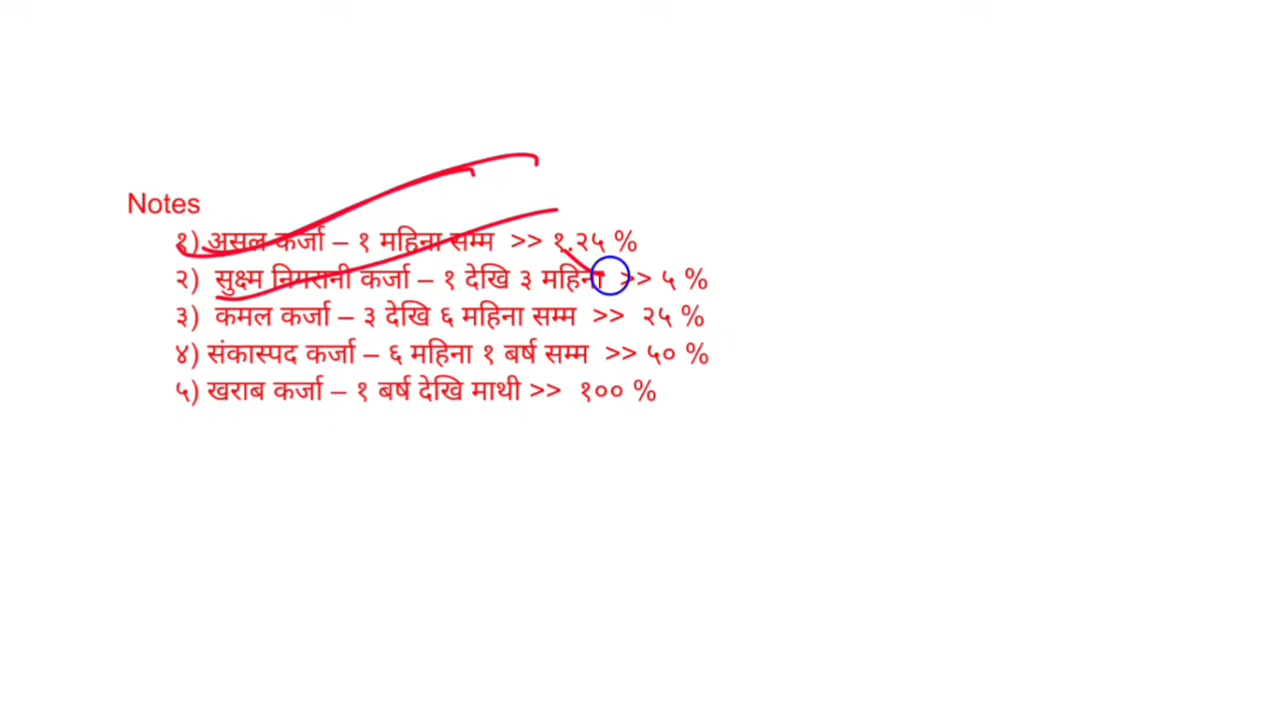 Notes
१) असल कर्जा – १ महिना सम्म >> १.२५ %
२) सुक्ष्म निगरानी कर्जा – १ देखि ३ महिना >> ५ %
३) कमल कर्जा – ३ देखि ६ महिना सम्म >> २५ %
४) संकास्पद कर्जा – ६ महिना १ बर्ष सम्म >> ५० %
५) खराब कर्जा – १ बर्ष देखि माथी >> १०० %